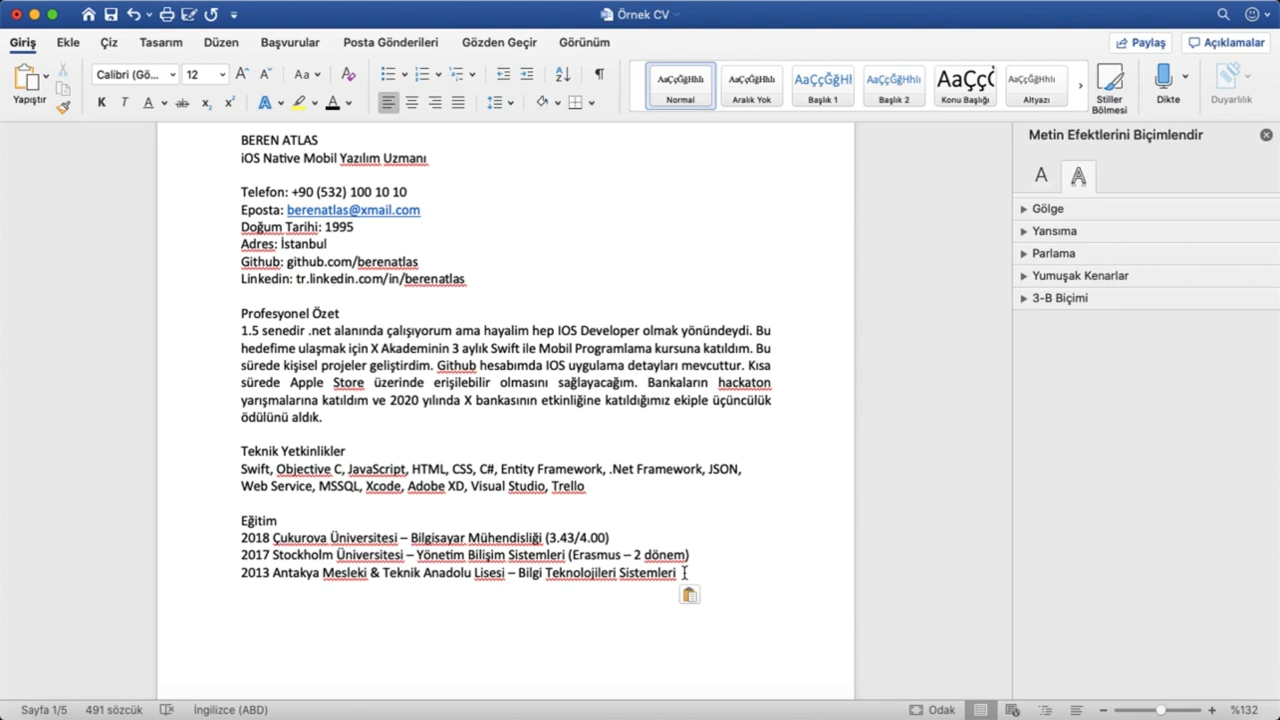 Örnek CV
Giriş Ekle Çiz Tasarım Düzen Başvurular Posta Gönderileri Gözden Geçir Görünüm Paylaş Açıklamalar
Yapıştır
Calibri (Gö... 12
AaÇçĞğHhİı AaÇçĞğHhİı AaÇçĞğHI AaÇçĞğHhİı AaÇçĞ AaÇçĞğHhİı
Normal Aralık Yok Başlık 1 Başlık 2 Konu Başlığı Altyazı
Stiller Bölmesi
Dikte
Duyarlılık
Metin Efektlerini Biçimlendir
Gölge
Yansıma
Parlama
Yumuşak Kenarlar
3-B Biçimi
BEREN ATLAS
iOS Native Mobil Yazılım Uzmanı
Telefon: +90 (532) 100 10 10
Eposta: berenatlas@xmail.com
Doğum Tarihi: 1995
Adres: İstanbul
Github: github.com/berenatlas
Linkedin: tr.linkedin.com/in/berenatlas
Profesyonel Özet
1.5 senedir .net alanında çalışıyorum ama hayalim hep IOS Developer olmak yönündeydi. Bu
hedefime ulaşmak için X Akademinin 3 aylık Swift ile Mobil Programlama kursuna katıldım. Bu
sürede kişisel projeler geliştirdim. Github hesabımda IOS uygulama detayları mevcuttur. Kısa
sürede Apple Store üzerinde erişilebilir olmasını sağlayacağım. Bankaların hackaton
yarışmalarına katıldım ve 2020 yılında X bankasının etkinliğine katıldığımız ekiple üçüncülük
ödülünü aldık.
Teknik Yetkinlikler
Swift, Objective C, JavaScript, HTML, CSS, C#, Entity Framework, .Net Framework, JSON,
Web Service, MSSQL, Xcode, Adobe XD, Visual Studio, Trello
Eğitim
2018 Çukurova Üniversitesi – Bilgisayar Mühendisliği (3.43/4.00)
2017 Stockholm Üniversitesi – Yönetim Bilişim Sistemleri (Erasmus – 2 dönem)
2013 Antakya Mesleki & Teknik Anadolu Lisesi – Bilgi Teknolojileri Sistemleri
Sayfa 1/5 491 sözcük İngilizce (ABD) Odak %132